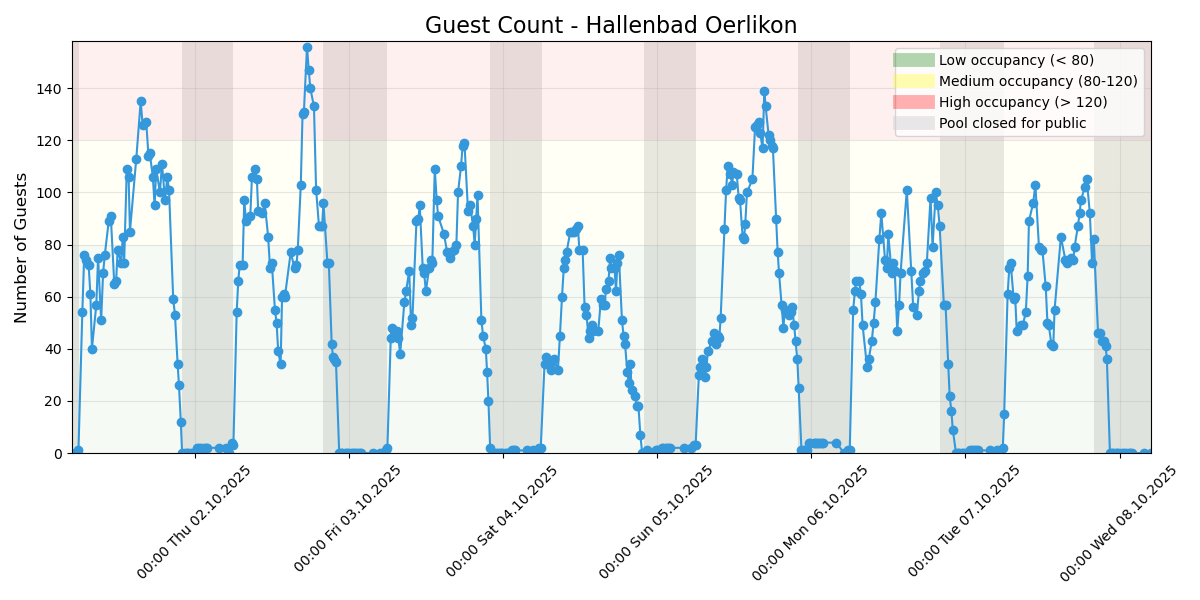 Guest Count - Hallenbad Oerlikon
Low occupancy (< 80)
Medium occupancy (80-120)
High occupancy (> 120)
Pool closed for public
Number of Guests
140
120
100
80
60
40
20
0
00:00 Thu 02.10.2025
00:00 Fri 03.10.2025
00:00 Sat 04.10.2025
00:00 Sun 05.10.2025
00:00 Mon 06.10.2025
00:00 Tue 07.10.2025
00:00 Wed 08.10.2025